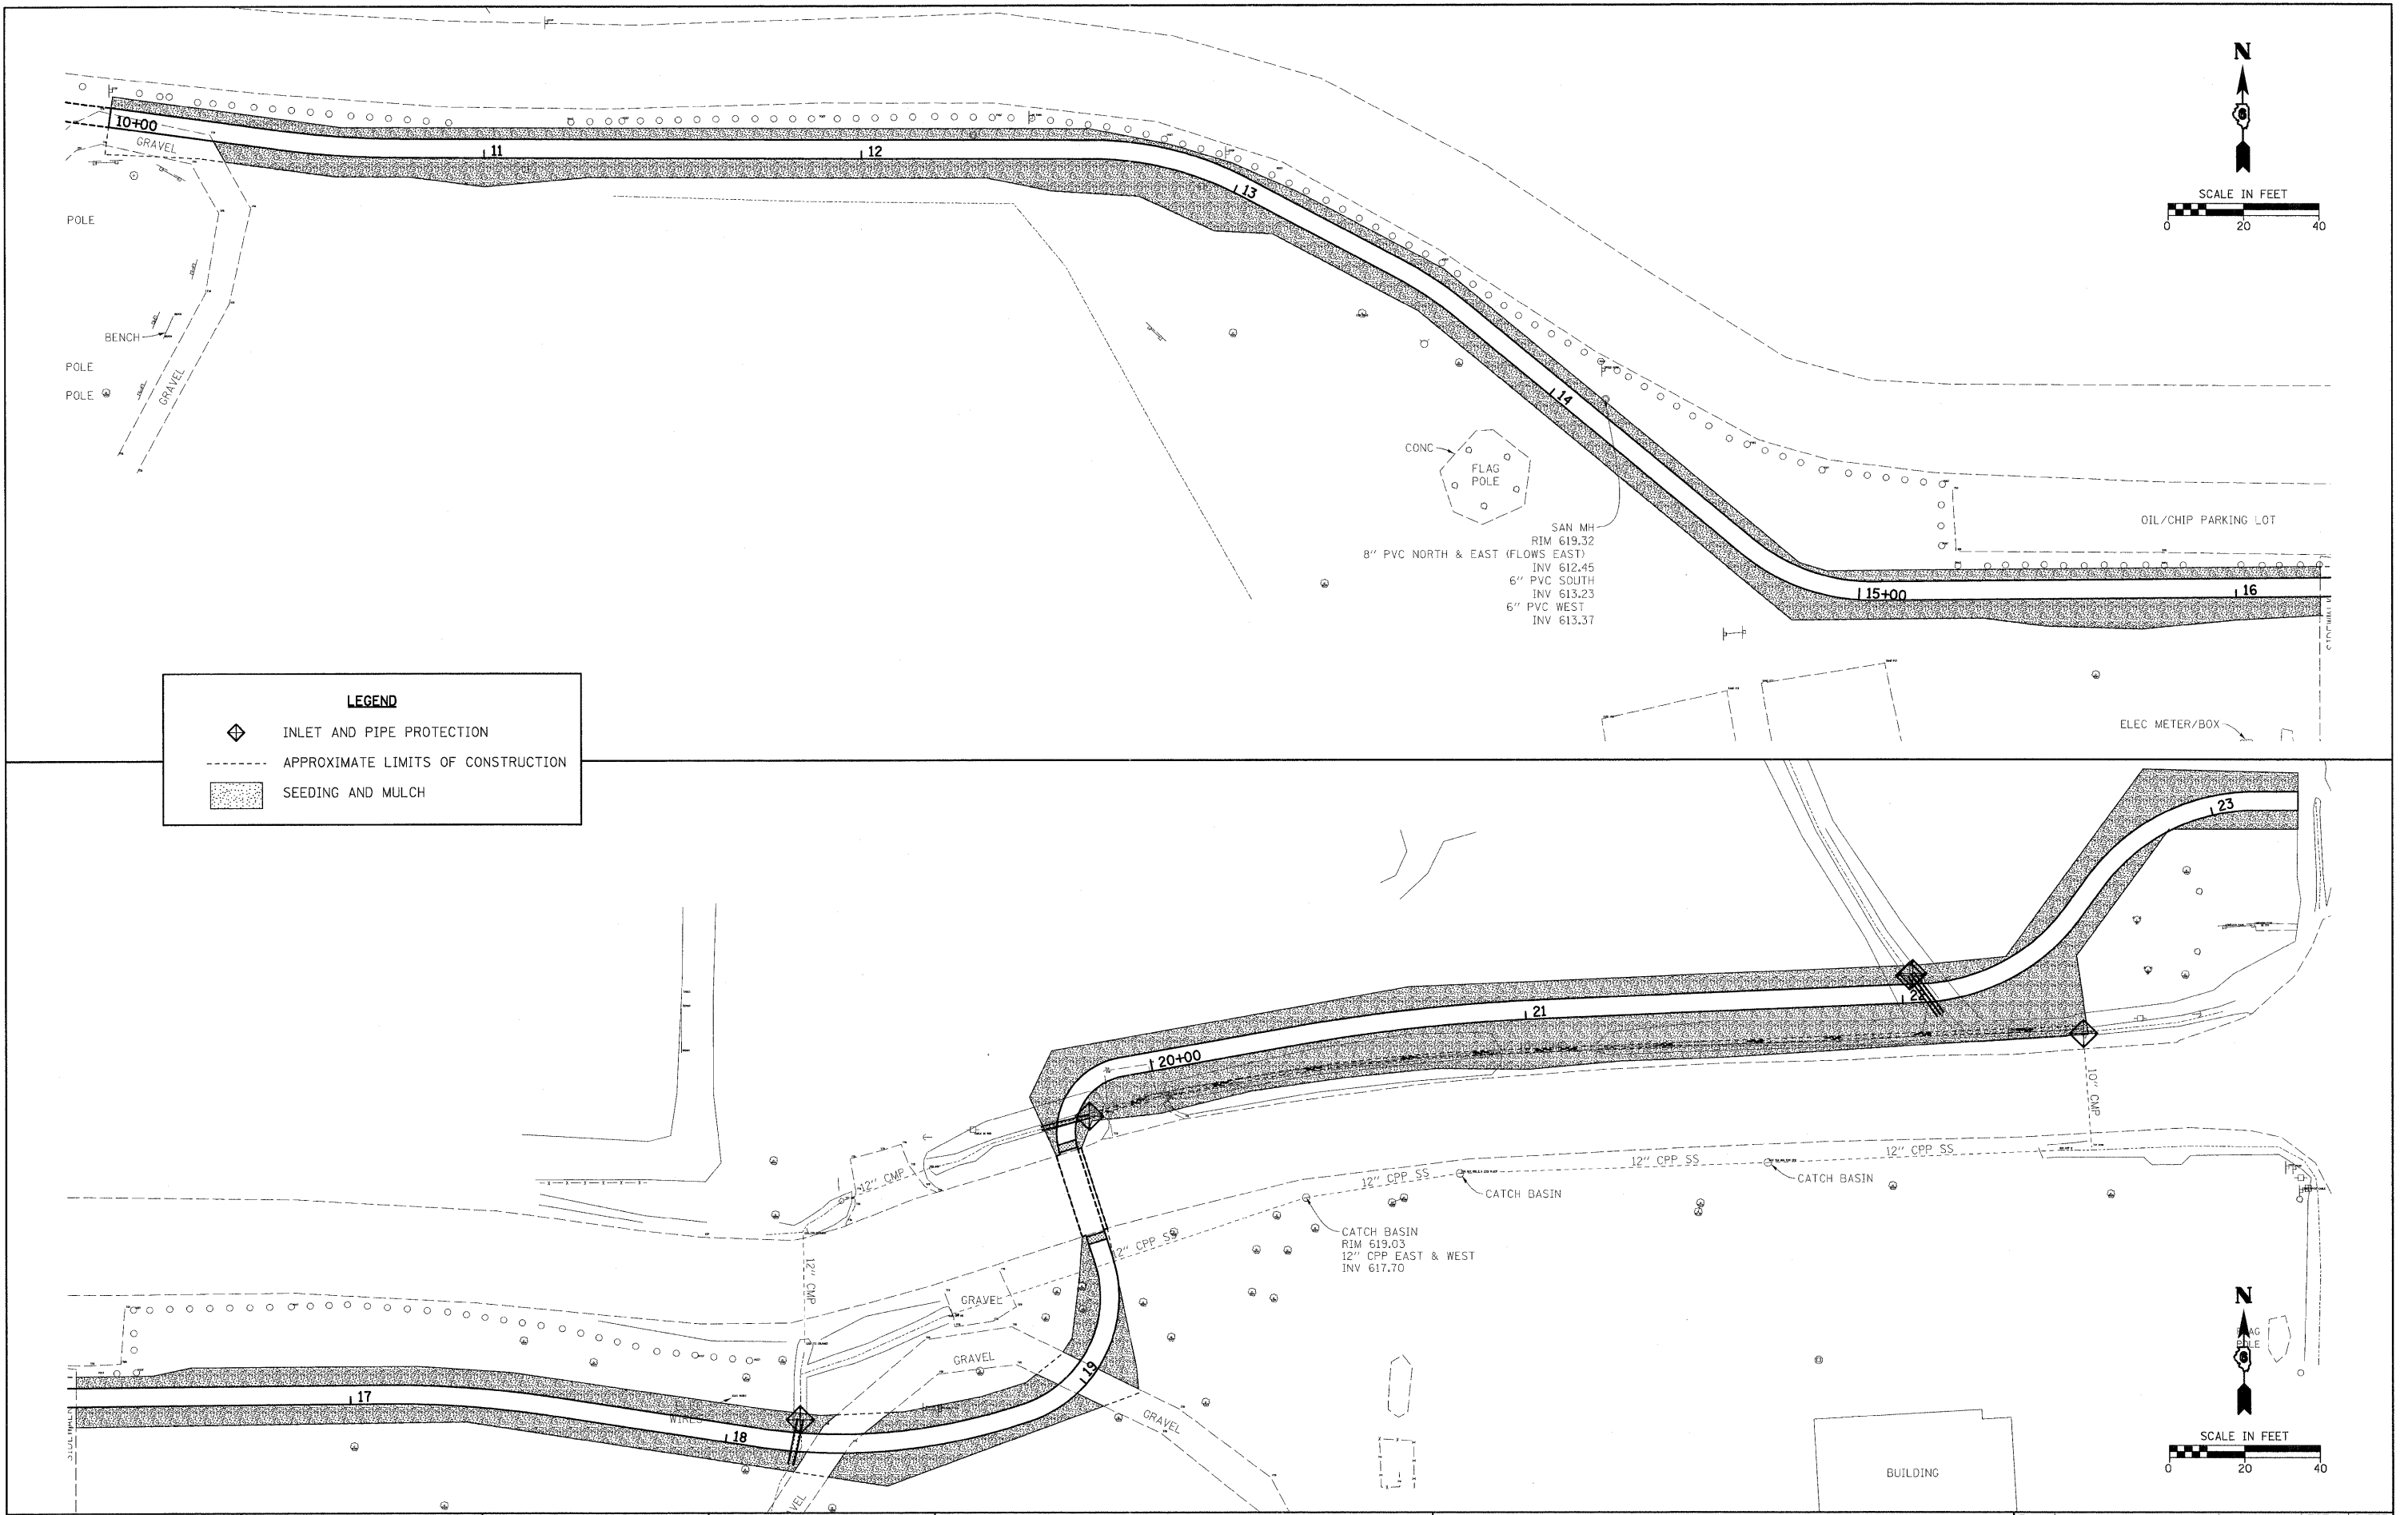 N
6
SCALE IN FEET
0 20 40
10+00
GRAVEL
11
12
13
14
15+00
16
POLE
BENCH
POLE
POLE
GRAVEL
CONC
FLAG
POLE
SAN MH
RIM 619.32
8" PVC NORTH & EAST (FLOWS EAST)
INV 612.45
6" PVC SOUTH
INV 613.23
6" PVC WEST
INV 613.37
OIL/CHIP PARKING LOT
ELEC METER/BOX
LEGEND
INLET AND PIPE PROTECTION
APPROXIMATE LIMITS OF CONSTRUCTION
SEEDING AND MULCH
23
22
21
20+00
10" CMP
12" CMP
12" CPP SS
12" CPP SS
12" CPP SS
12" CPP SS
CATCH BASIN
CATCH BASIN
CATCH BASIN
RIM 619.03
12" CPP EAST & WEST
INV 617.70
12" CMP
GRAVEL
GRAVEL
19
GRAVEL
17
18
BUILDING
N
6
POLE
SCALE IN FEET
0 20 40